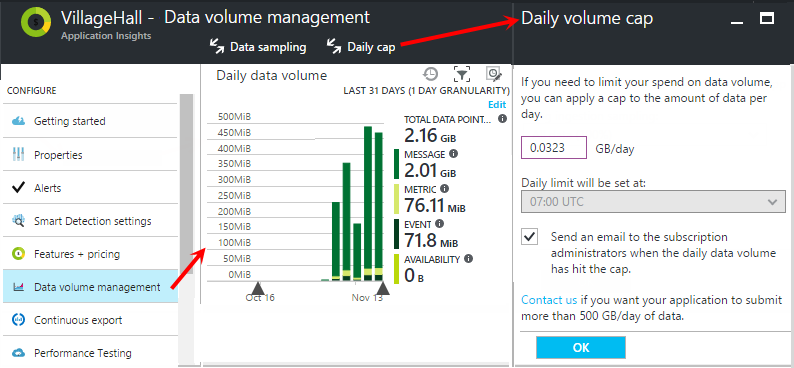 VillageHall - Data volume management
Application Insights
Data sampling
Daily cap
Daily volume cap
CONFIGURE
Getting started
Properties
Alerts
Smart Detection settings
Features + pricing
Data volume management
Continuous export
Performance Testing
Daily data volume
LAST 31 DAYS (1 DAY GRANULARITY)
Edit
500MiB
450MiB
400MiB
350MiB
300MiB
250MiB
200MiB
150MiB
100MiB
50MiB
0MiB
Oct 16
Nov 13
TOTAL DATA POINT...
2.16 GiB
MESSAGE
2.01 GiB
METRIC
76.11 MiB
EVENT
71.8 MiB
AVAILABILITY
0 B
If you need to limit your spend on data volume,
you can apply a cap to the amount of data per
day.
0.0323 GB/day
Daily limit will be set at:
07:00 UTC
Send an email to the subscription
administrators when the daily data volume
has hit the cap.
Contact us if you want your application to submit
more than 500 GB/day of data.
OK